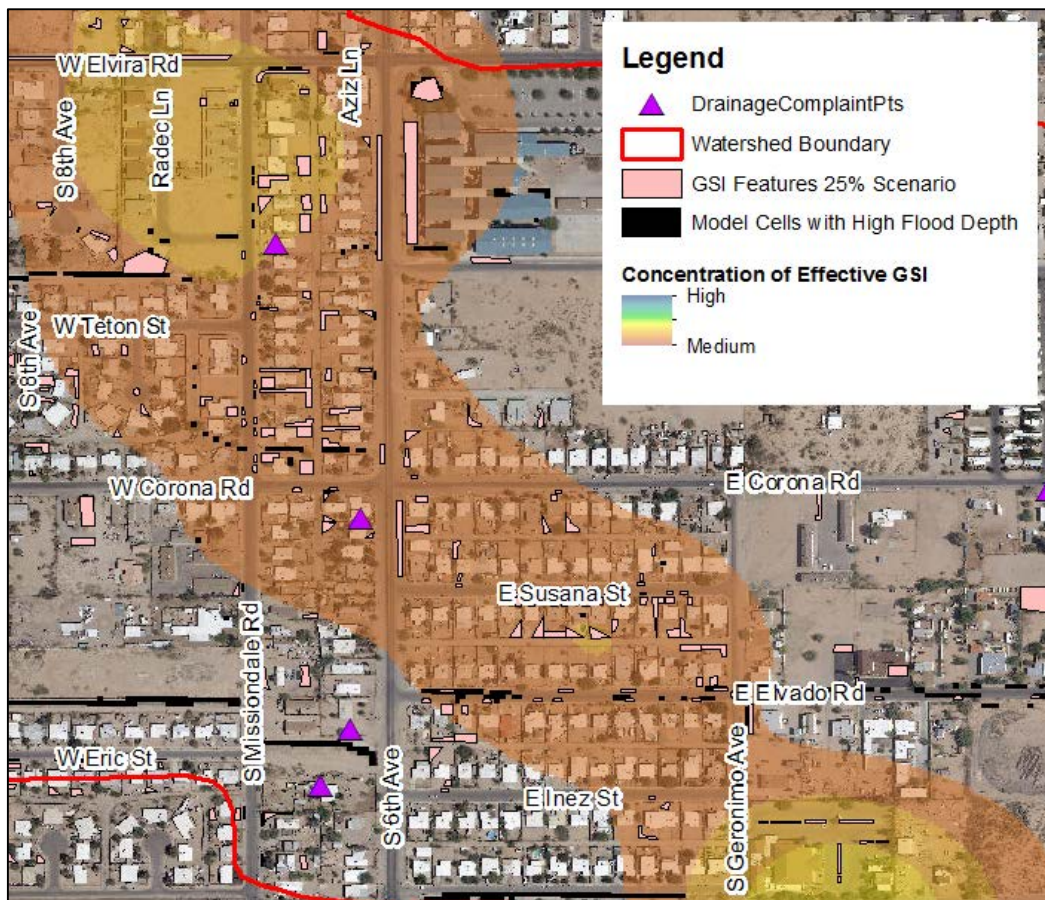 W Elvira Rd
S 8th Ave
Radec Ln
Aziz Ln
Legend
DrainageComplaintPts
Watershed Boundary
GSI Features 25% Scenario
Model Cells with High Flood Depth
Concentration of Effective GSI
High
Medium
W Teton St
S 8th Ave
W Corona Rd
E Corona Rd
E Susana St
S Missiondale Rd
E Elvado Rd
W Eric St
S 6th Ave
E Inez St
S Geronimo Ave